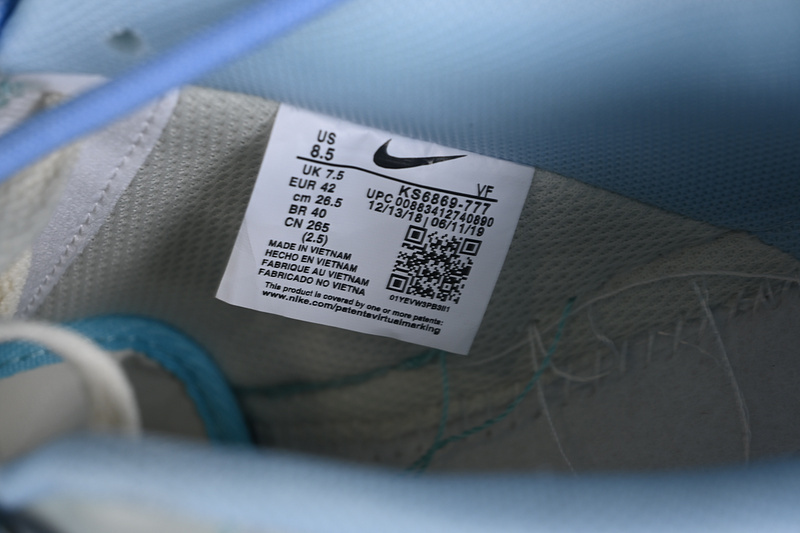 US
8.5
UK 7.5
EUR 42
cm 26.5
BR 40
CN 265
(2.5)
VF
KS6869-777
UPC 00883412740890
12/13/18 | 06/11/19
MADE IN VIETNAM
HECHO EN VIETNAM
FABRIQUE AU VIETNAM
FABRICADO NO VIETNA
01YEVW3PB3I1
This product is covered by one or more patents:
www.nike.com/patentsvirtualmarking